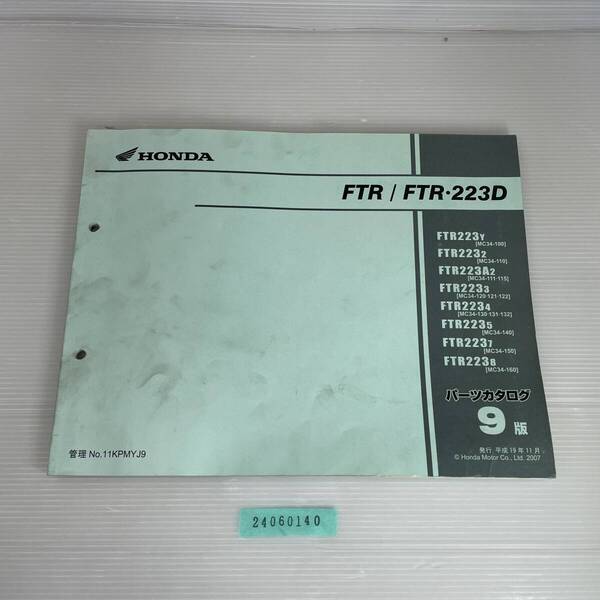 HONDA
FTR / FTR·223D
FTR223Y
[MC34-100]
FTR2232
[MC34-110]
FTR223A2
[MC34-111·115]
FTR2233
[MC34-120·121·122]
FTR2234
[MC34-130·131·132]
FTR2235
[MC34-140]
FTR2237
[MC34-150]
FTR2238
[MC34-160]
パーツカタログ
9版
発行 平成19年11月
© Honda Motor Co., Ltd. 2007
管理 No.11KPMYJ9
24060140